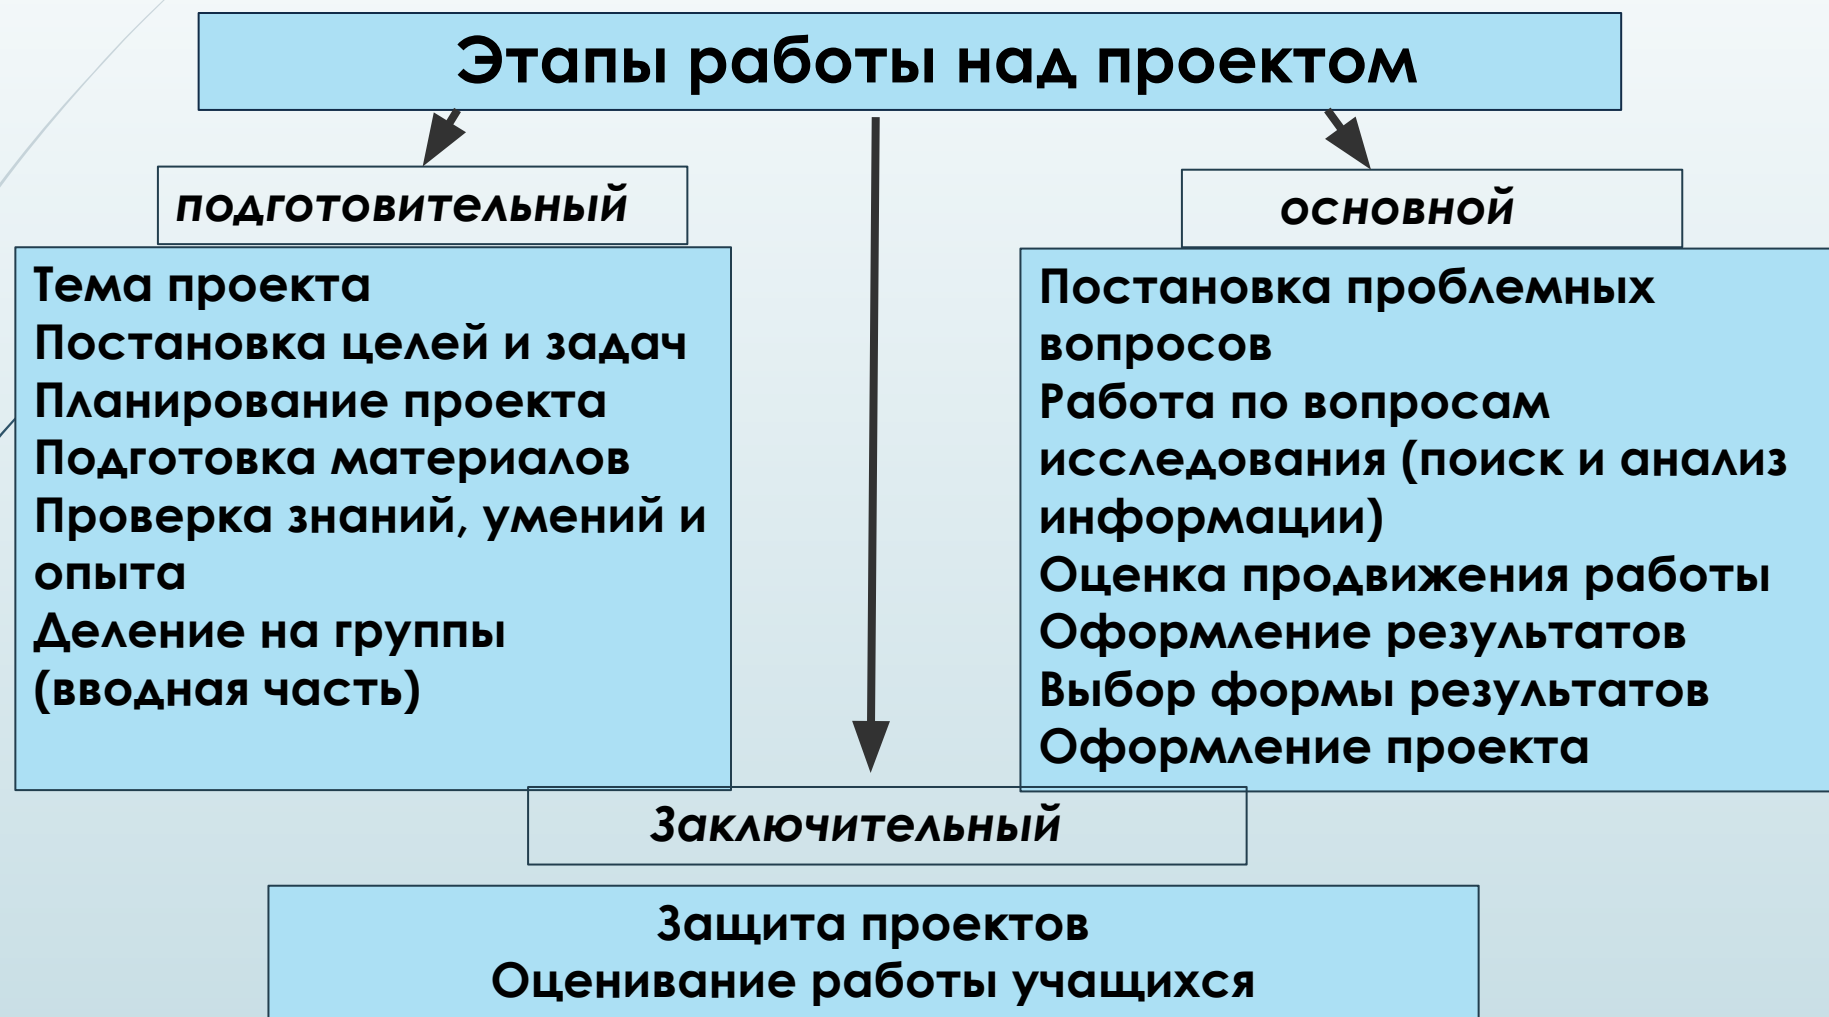 Этапы работы над проектом
подготовительный
Тема проекта
Постановка целей и задач
Планирование проекта
Подготовка материалов
Проверка знаний, умений и
опыта
Деление на группы
(вводная часть)
основной
Постановка проблемных
вопросов
Работа по вопросам
исследования (поиск и анализ
информации)
Оценка продвижения работы
Оформление результатов
Выбор формы результатов
Оформление проекта
Заключительный
Защита проектов
Оценивание работы учащихся